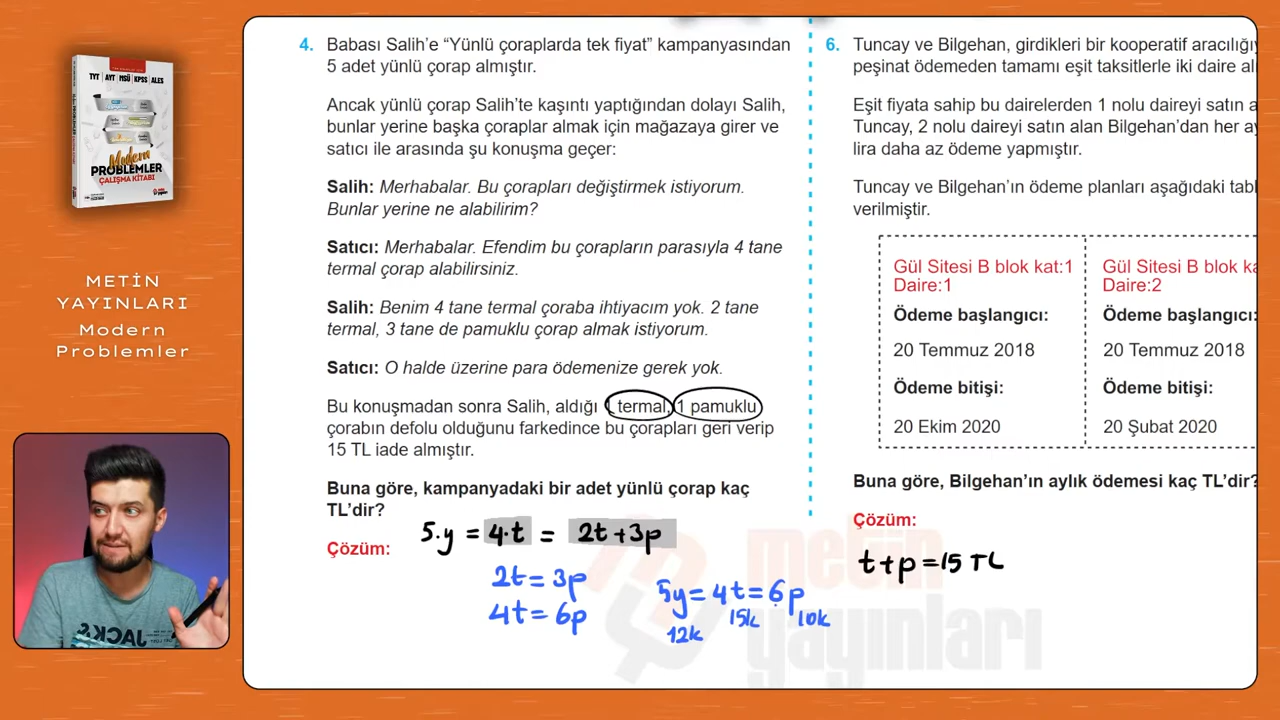 TYT | AYT | MSÜ | KPSS | ALES
Modern
PROBLEMLER
ÇALIŞMA KİTABI
METİN
YAYINLARI
Modern
Problemler
4. Babası Salih'e “Yünlü çoraplarda tek fiyat” kampanyasından
5 adet yünlü çorap almıştır.
Ancak yünlü çorap Salih'te kaşıntı yaptığından dolayı Salih,
bunlar yerine başka çoraplar almak için mağazaya girer ve
satıcı ile arasında şu konuşma geçer:
Salih: Merhabalar. Bu çorapları değiştirmek istiyorum.
Bunlar yerine ne alabilirim?
Satıcı: Merhabalar. Efendim bu çorapların parasıyla 4 tane
termal çorap alabilirsiniz.
Salih: Benim 4 tane termal çoraba ihtiyacım yok. 2 tane
termal, 3 tane de pamuklu çorap almak istiyorum.
Satıcı: O halde üzerine para ödemenize gerek yok.
Bu konuşmadan sonra Salih, aldığı 1 termal, 1 pamuklu
çorabın defolu olduğunu farkedince bu çorapları geri verip
15 TL iade almıştır.
Buna göre, kampanyadaki bir adet yünlü çorap kaç
TL'dir?
Çözüm:
5.y = 4.t = 2t+3p
2t = 3p
4t = 6p
5y = 4t = 6p
12k 15k 10k
6. Tuncay ve Bilgehan, girdikleri bir kooperatif
peşinat ödemeden tamamı eşit taksitlerle iki daire
Eşit fiyata sahip bu dairelerden 1 nolu daireyi satın
Tuncay, 2 nolu daireyi satın alan Bilgehan'dan her
lira daha az ödeme yapmıştır.
Tuncay ve Bilgehan'ın ödeme planları aşağıdaki
verilmiştir.
Gül Sitesi B blok kat:1
Daire:1
Ödeme başlangıcı:
20 Temmuz 2018
Ödeme bitişi:
20 Ekim 2020
Gül Sitesi B blok
Daire:2
Ödeme başlangıcı:
20 Temmuz 2018
Ödeme bitişi:
20 Şubat 2020
Buna göre, Bilgehan'ın aylık ödemesi kaç TL'dir?
Çözüm:
t+p = 15 TL
metin
yayınları
JACK'S